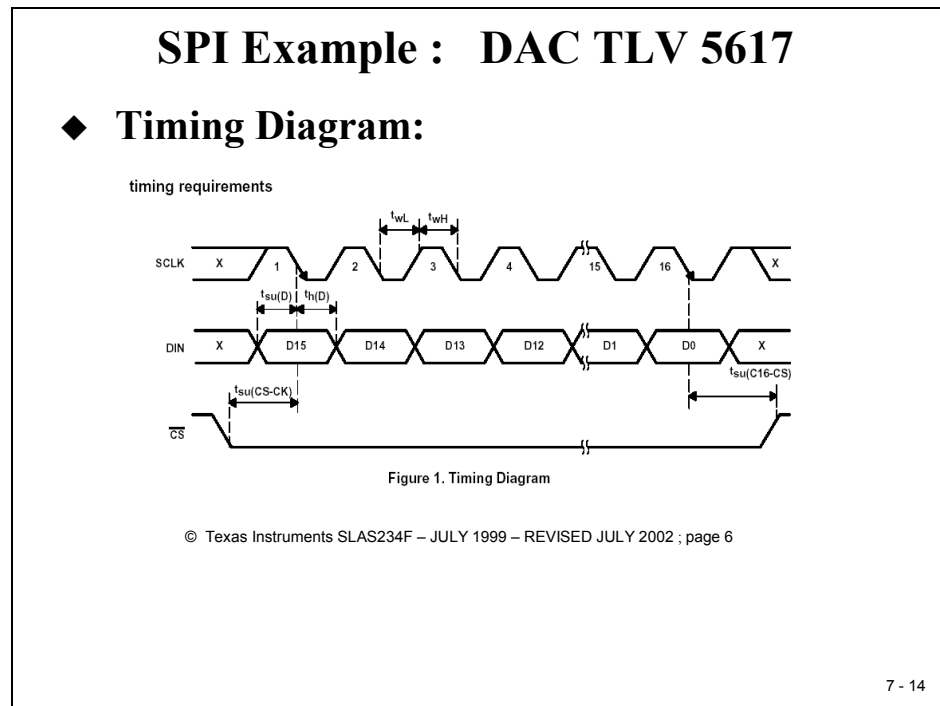 SPI Example : DAC TLV 5617
◆ Timing Diagram:
timing requirements
twL twH
SCLK X 1 2 3 4 15 16 X
tsu(D) th(D)
DIN X D15 D14 D13 D12 D1 D0 X
tsu(C16-CS)
tsu(CS-CK)
CS
Figure 1. Timing Diagram
© Texas Instruments SLAS234F – JULY 1999 – REVISED JULY 2002 ; page 6
7 - 14